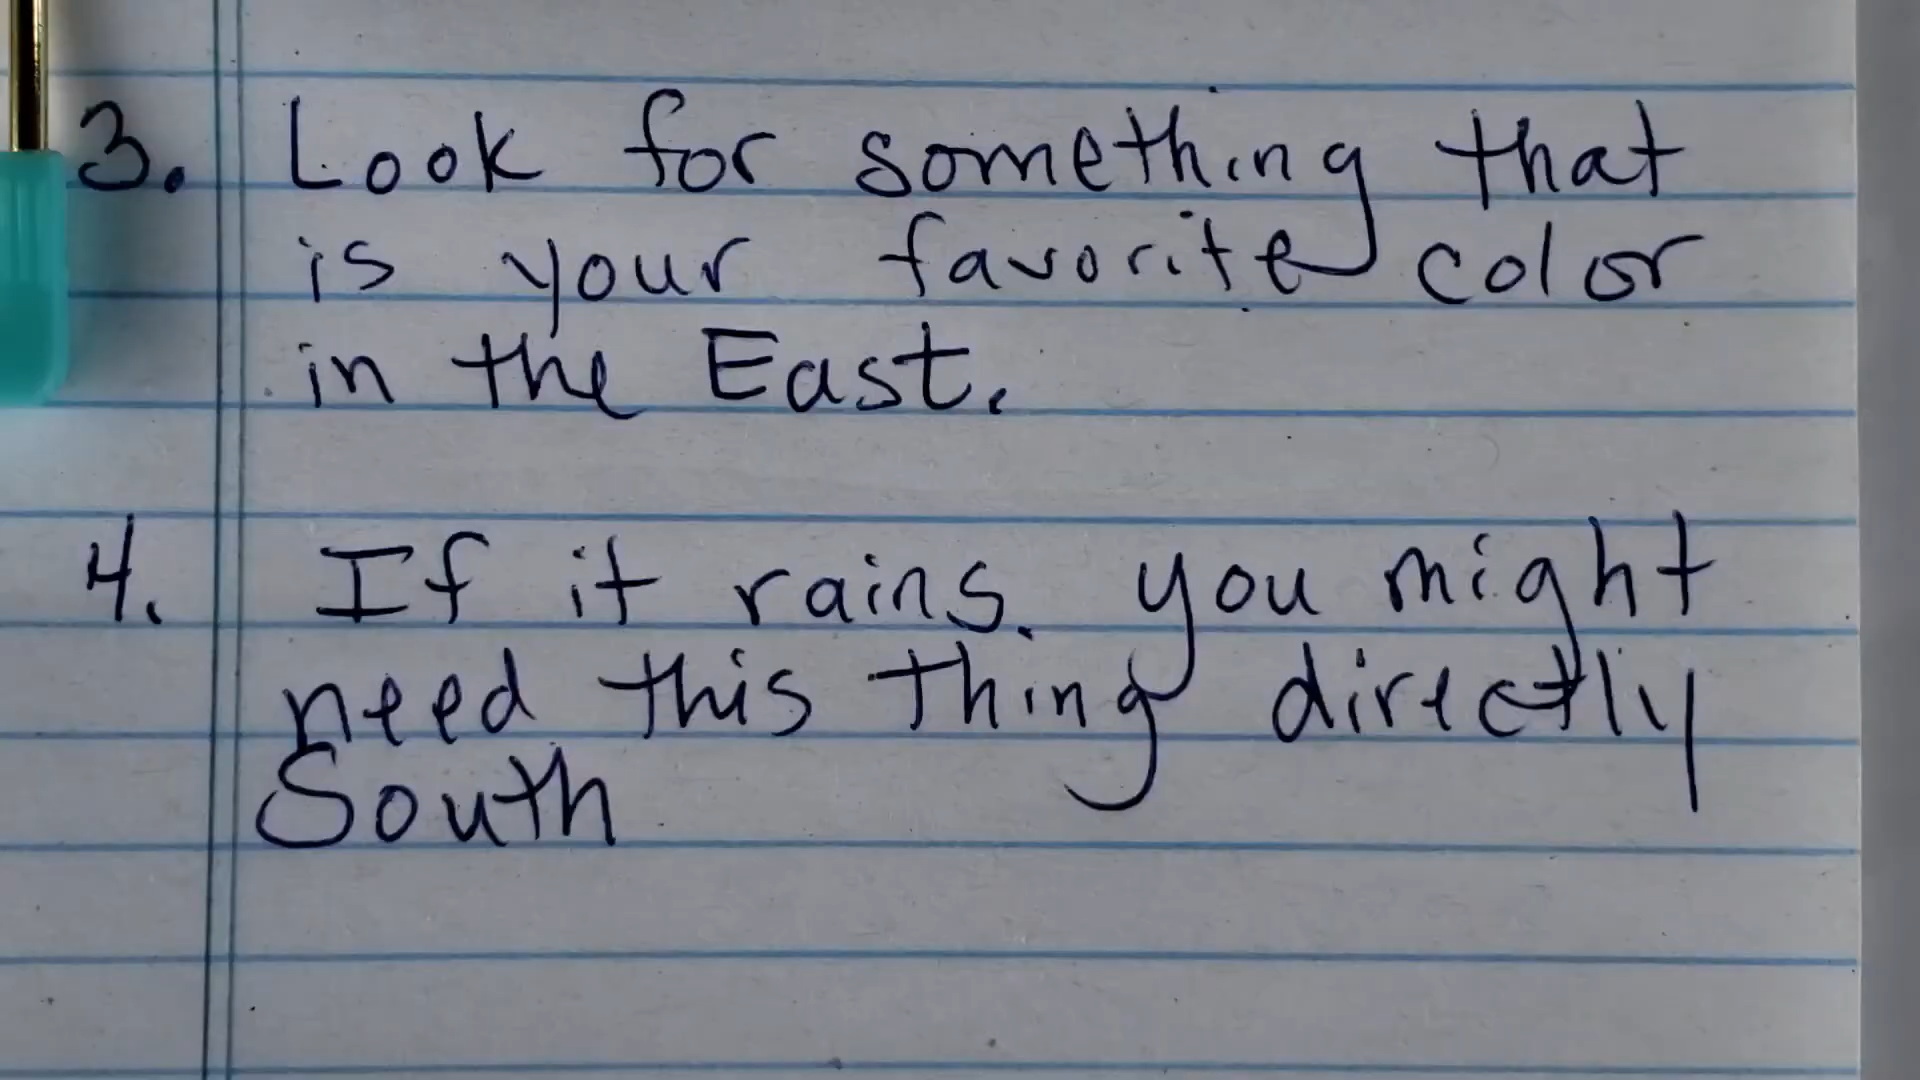 3. Look for something that
is your favorite color
in the East.
4. If it rains, you might
need this thing directly
South